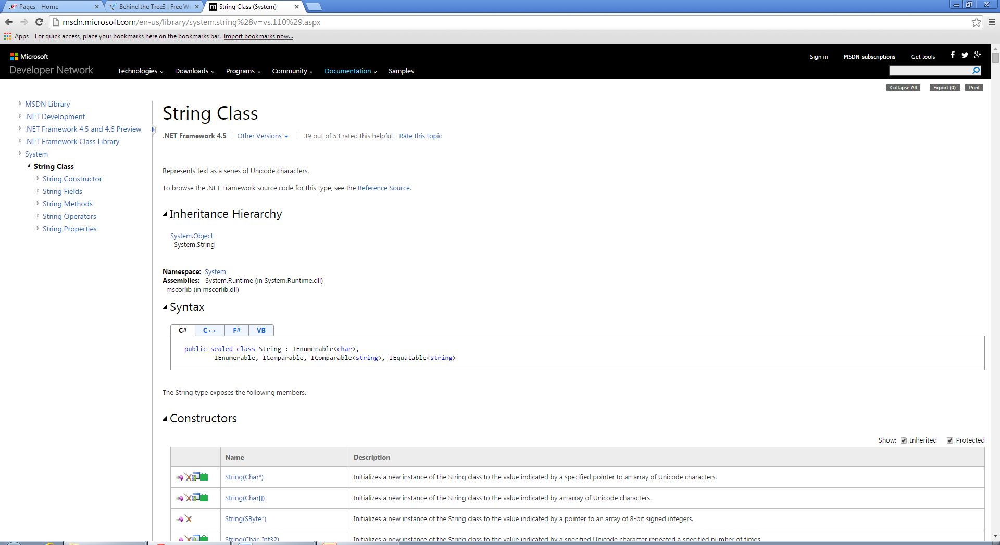 Pages - Home
Behind the Tree3 | Free We
String Class (System)
msdn.microsoft.com/en-us/library/system.string%28v=vs.110%29.aspx
Apps For quick access, place your bookmarks here on the bookmarks bar. Import bookmarks now...
Microsoft
Developer Network
Sign in MSDN subscriptions Get tools
Technologies Downloads Programs Community Documentation Samples
Collapse All Export (0) Print
MSDN Library
.NET Development
.NET Framework 4.5 and 4.6 Preview
.NET Framework Class Library
System
String Class
String Constructor
String Fields
String Methods
String Operators
String Properties
String Class
.NET Framework 4.5 Other Versions 39 out of 53 rated this helpful - Rate this topic
Represents text as a series of Unicode characters.
To browse the .NET Framework source code for this type, see the Reference Source.
Inheritance Hierarchy
System.Object
System.String
Namespace: System
Assemblies: System.Runtime (in System.Runtime.dll)
mscorlib (in mscorlib.dll)
Syntax
C# C++ F# VB
public sealed class String : IEnumerable<char>,
IEnumerable, IComparable, IComparable<string>, IEquatable<string>
The String type exposes the following members.
Constructors
Show: Inherited Protected
Name Description
String(Char*) Initializes a new instance of the String class to the value indicated by a specified pointer to an array of Unicode characters.
String(Char[]) Initializes a new instance of the String class to the value indicated by an array of Unicode characters.
String(SByte*) Initializes a new instance of the String class to the value indicated by a pointer to an array of 8-bit signed integers.
String(Char, Int32) Initializes a new instance of the String class to the value indicated by a specified Unicode character repeated a specified number of times.